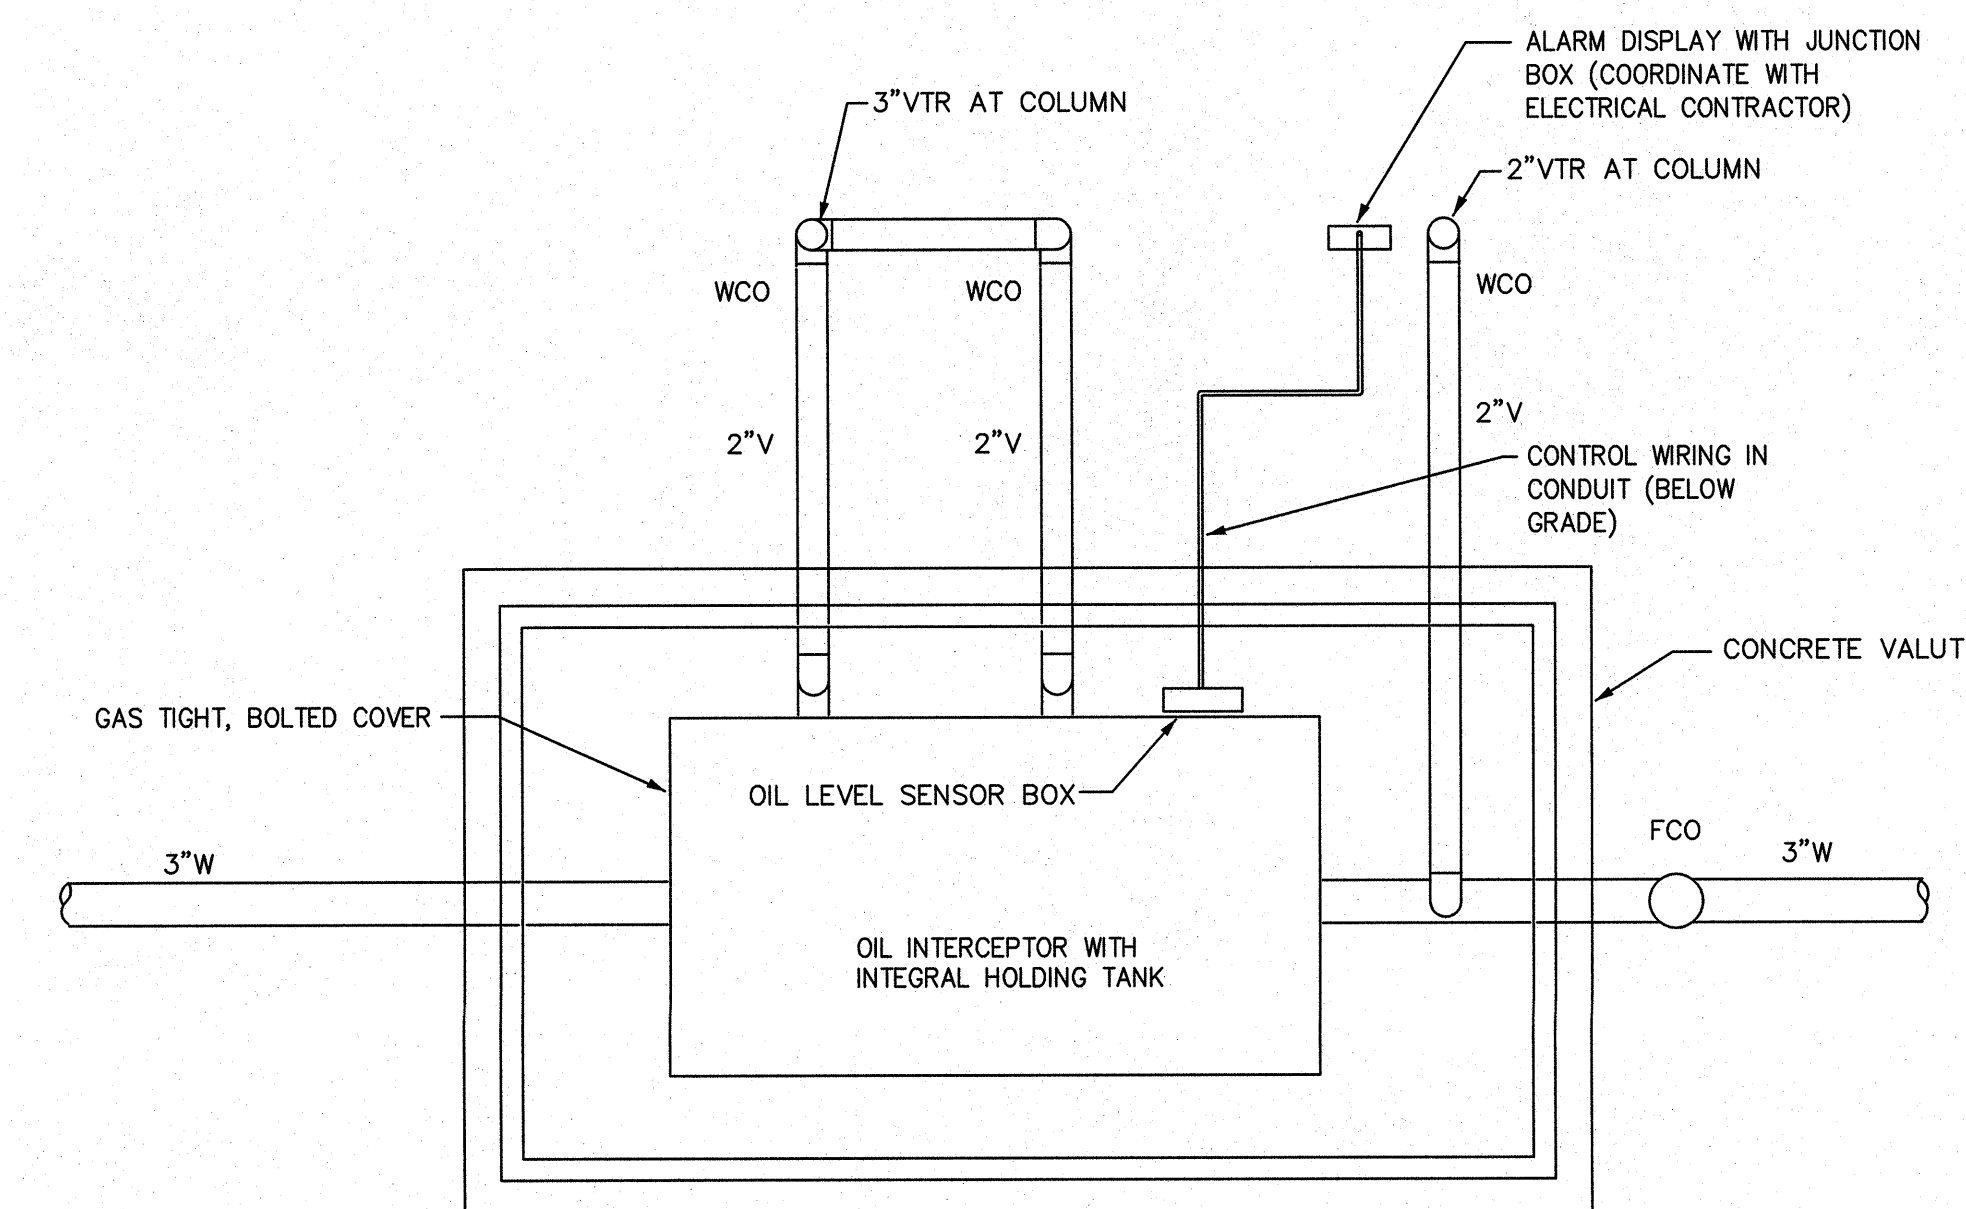 ALARM DISPLAY WITH JUNCTION
BOX (COORDINATE WITH
ELECTRICAL CONTRACTOR)
3"VTR AT COLUMN
2"VTR AT COLUMN
WCO
WCO
WCO
2"V
2"V
2"V
CONTROL WIRING IN
CONDUIT (BELOW
GRADE)
CONCRETE VALUT
GAS TIGHT, BOLTED COVER
OIL LEVEL SENSOR BOX
FCO
3"W
3"W
OIL INTERCEPTOR WITH
INTEGRAL HOLDING TANK